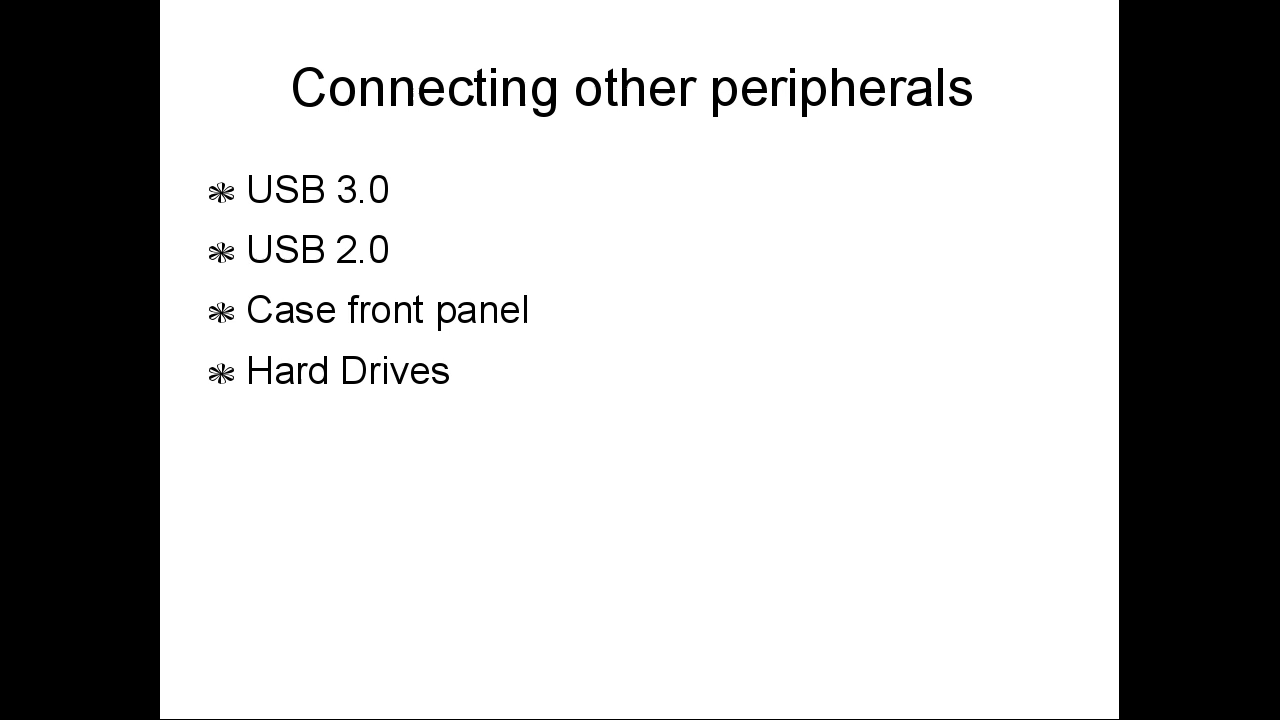 Connecting other peripherals
❃ USB 3.0
❃ USB 2.0
❃ Case front panel
❃ Hard Drives